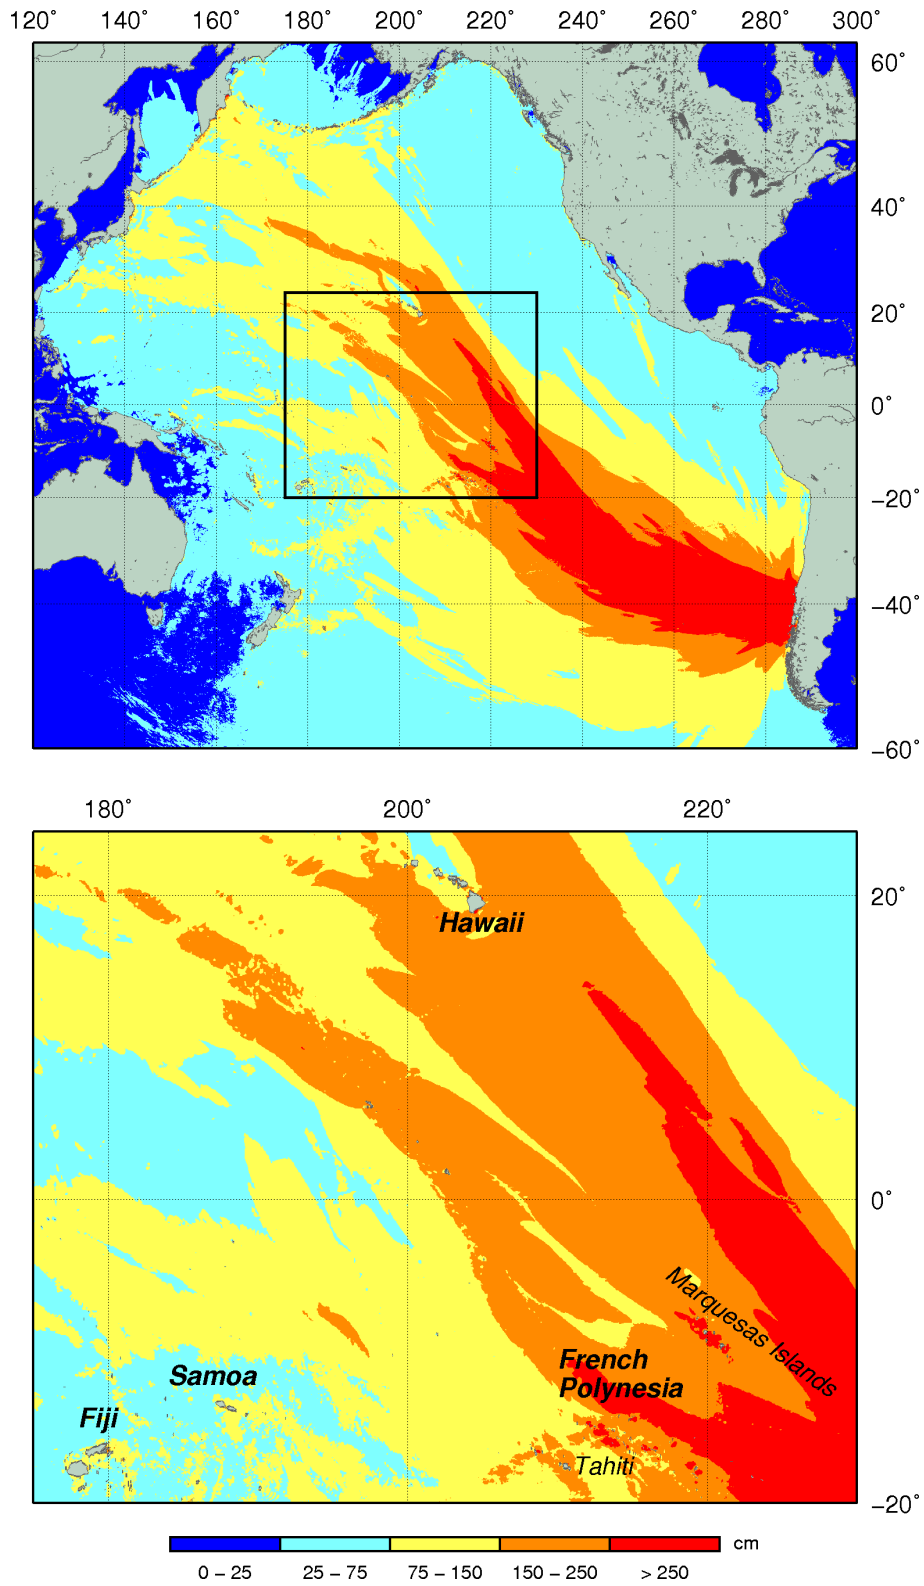 120˚ 140˚ 160˚ 180˚ 200˚ 220˚ 240˚ 260˚ 280˚ 300˚
60˚
40˚
20˚
0˚
−20˚
−40˚
−60˚
180˚ 200˚ 220˚
20˚
Hawaii
0˚
Marquesas Islands
French
Polynesia
Samoa
Fiji
Tahiti
−20˚
cm
0 − 25 25 − 75 75 − 150 150 − 250 > 250